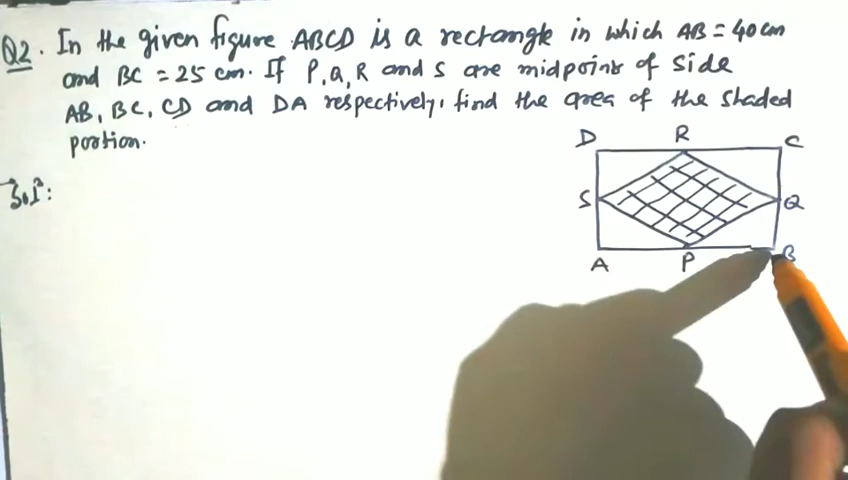 Q2. In the given figure ABCD is a rectangle in which AB = 40 cm
and BC = 25 cm. If P, Q, R and S are midpoint of side
AB, BC, CD and DA respectively, find the area of the shaded
portion.
D R C
Sol:
S Q
A P B